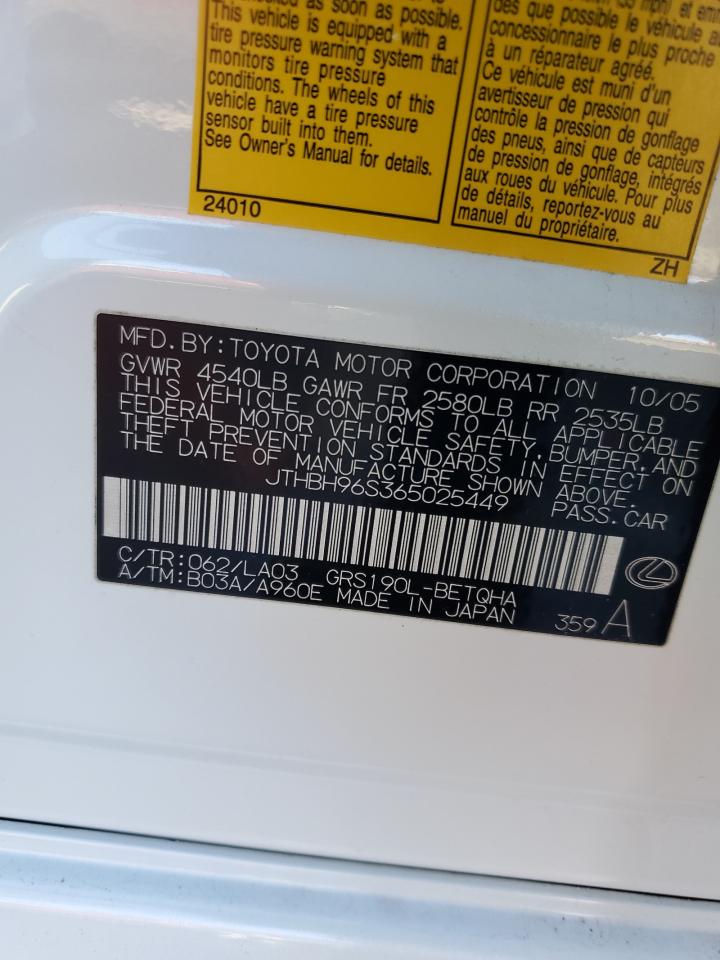 as soon as possible.
This vehicle is equipped with a
tire pressure warning system that
monitors tire pressure
conditions. The wheels of this
vehicle have a tire pressure
sensor built into them.
See Owner's Manual for details.
24010
et
dès que possible le véhicule
concessionnaire le plus proche
à un réparateur agréé.
Ce véhicule est muni d'un
avertisseur de pression qui
contrôle la pression de gonflage
des pneus, ainsi que de capteurs
de pression de gonflage, intégrés
aux roues du véhicule. Pour plus
de détails, reportez-vous au
manuel du propriétaire.
ZH
MFD.BY:TOYOTA MOTOR CORPORATION 10/05
GVWR 4540LB GAWR FR 2580LB RR 2535LB
THIS VEHICLE CONFORMS TO ALL APPLICABLE
FEDERAL MOTOR VEHICLE SAFETY,BUMPER,AND
THEFT PREVENTION STANDARDS IN EFFECT ON
THE DATE OF MANUFACTURE SHOWN ABOVE.
JTHBH96S365025449 PASS.CAR
C/TR:062/LA03 GRS190L-BETQHA
A/TM:B03A/A960E MADE IN JAPAN 359 A